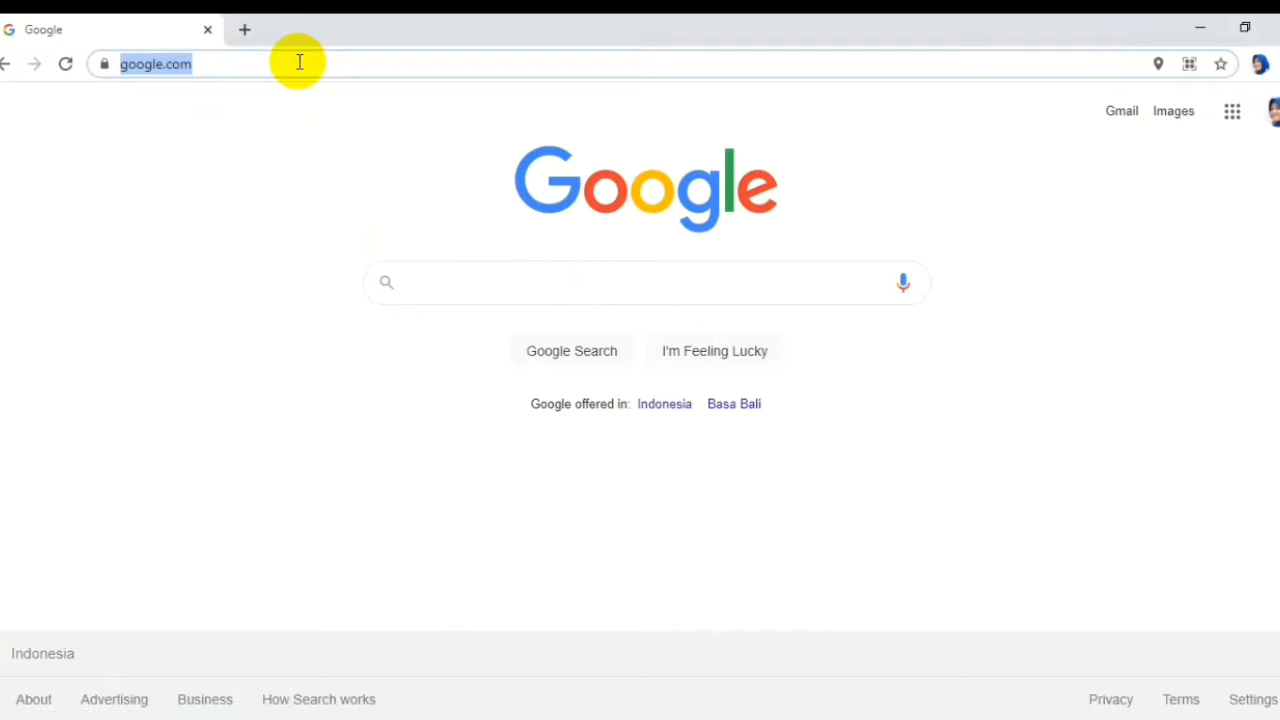 Google
google.com
Gmail Images
Google
Google Search I'm Feeling Lucky
Google offered in: Indonesia Basa Bali
Indonesia
About Advertising Business How Search works Privacy Terms Settings